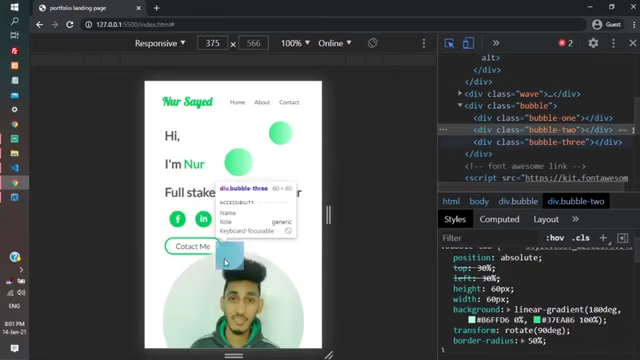 portfolio landing page
127.0.0.1:5500/index.html#
Guest
Responsive 375 × 566 100% Online
2
Nur Sayed Home About Contact
Hi,
I'm Nur
Full stake
div.bubble-three 60 × 60
ACCESSIBILITY
Name
Role generic
Keyboard-focusable
Cotact Me
alt>
</div>
</div>
<div class="wave">…</div>
<div class="bubble">
<div class="bubble-one"></div>
<div class="bubble-two"></div>
<div class="bubble-three"></div>
</div>
<!-- font awesome link -->
<script src="https://kit.fontawesom
html body div.bubble div.bubble-two
Styles Computed Layout
Filter :hov .cls
position: absolute;
top: 30%;
left: 30%;
height: 60px;
width: 60px;
background: linear-gradient(180deg,
#B6FFD6 0%, #37EA86 100%);
transform: rotate(90deg);
border-radius: 50%;
}
ENG
8:01 PM
14-Jan-21